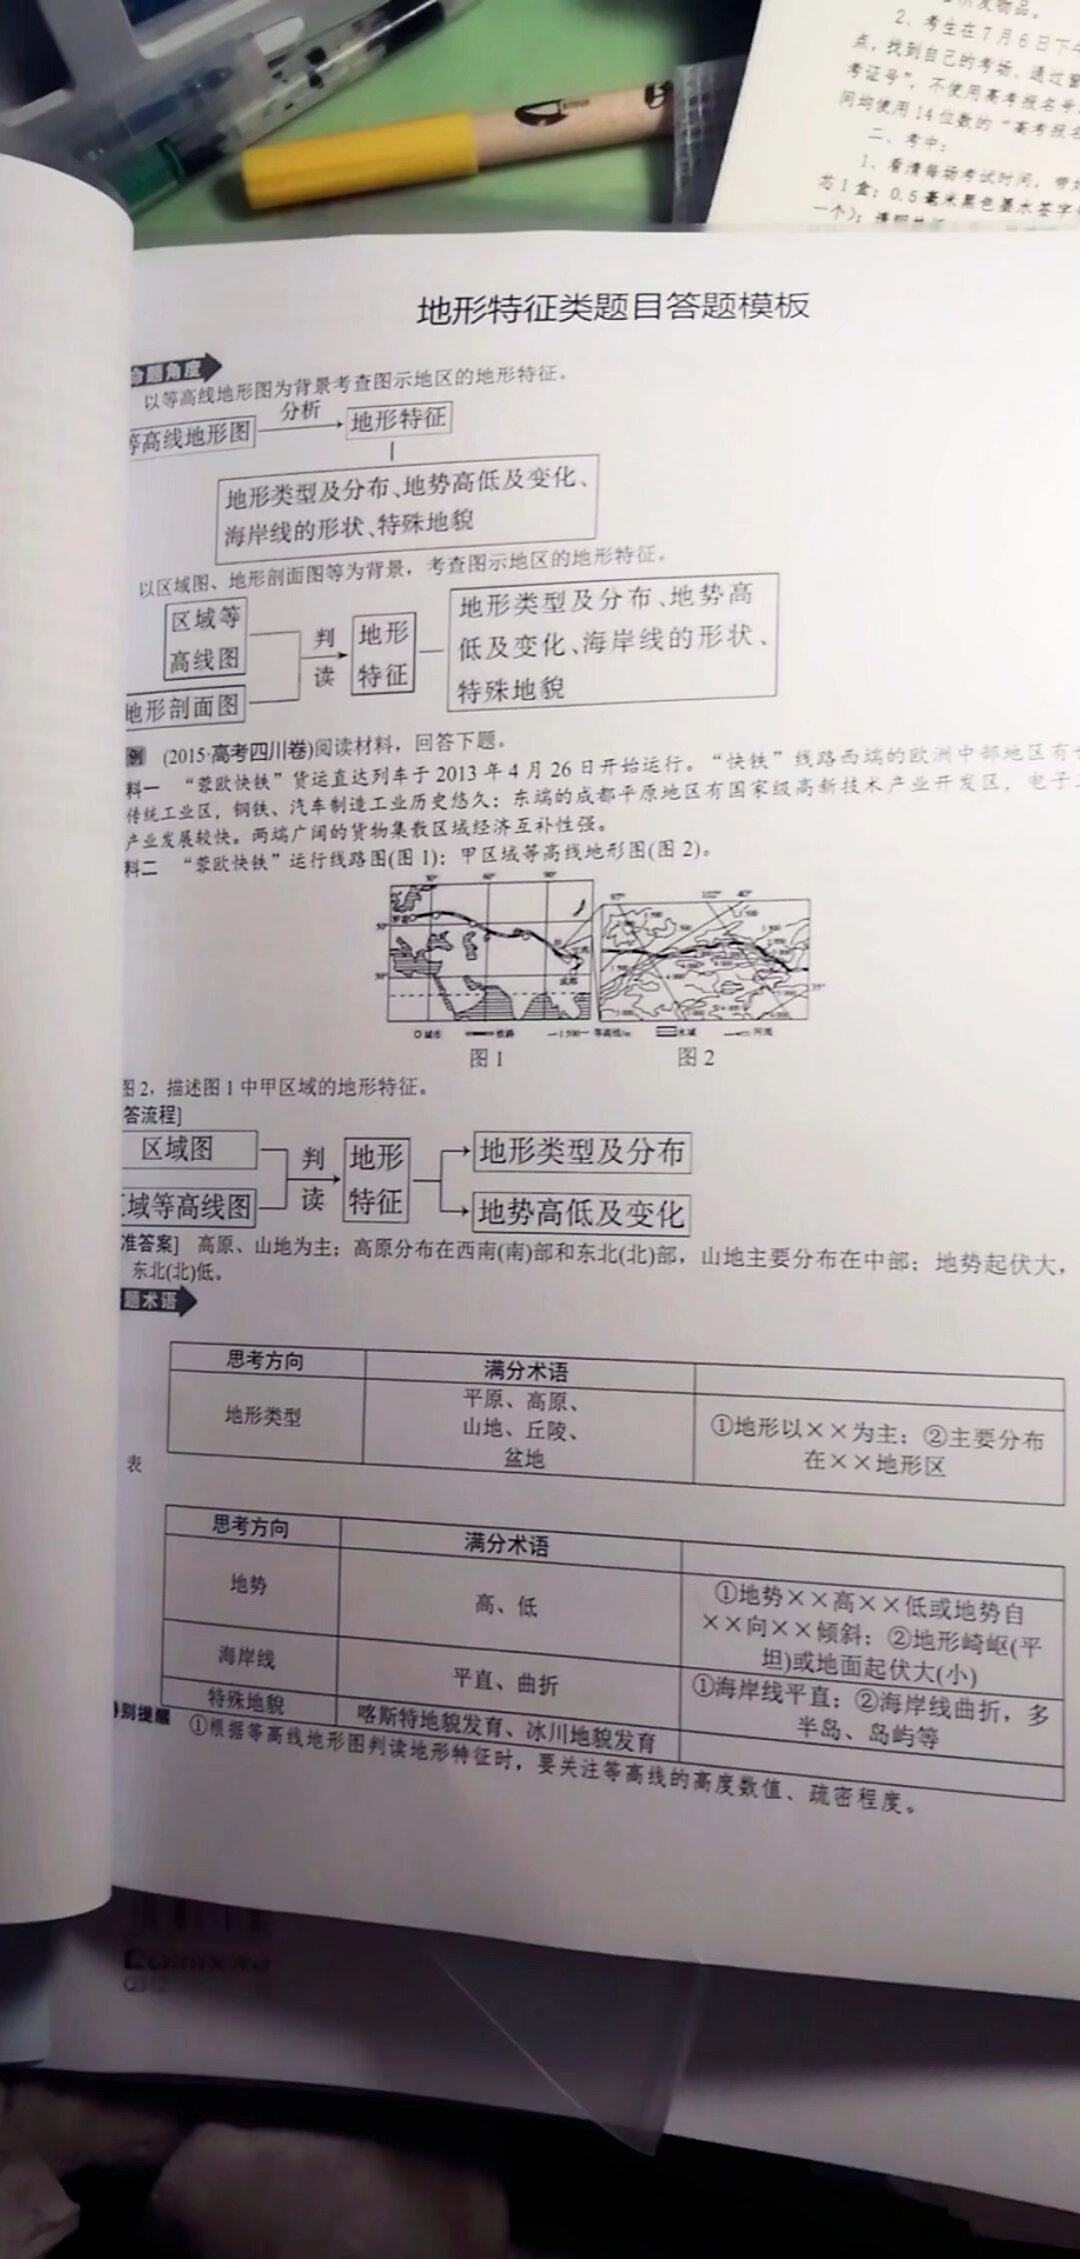 发物品。
2、考生在7月6日下4
点，找到自己的考场、通过
考证号”，不使用高考报名号
间均使用14位数的“高考报名
二、考中：
1、看清每场考试时间，带
芯1盒：0.5毫米黑色墨水签字
一个）；
地形特征类题目答题模板
命题角度
以等高线地形图为背景考查图示地区的地形特征。
等高线地形图 分析 地形特征
地形类型及分布、地势高低及变化、
海岸线的形状、特殊地貌
以区域图、地形剖面图等为背景，考查图示地区的地形特征。
区域等
高线图
地形剖面图
判
读
地形
特征
地形类型及分布、地势高
低及变化、海岸线的形状、
特殊地貌
例 (2015·高考四川卷)阅读材料，回答下题。
料一 “蓉欧快铁”货运直达列车于2013年4月26日开始运行。“快铁”线路西端的欧洲中部地区有
传统工业区，钢铁、汽车制造工业历史悠久；东端的成都平原地区有国家级高新技术产业开发区，电子
产业发展较快。两端广阔的货物集散区域经济互补性强。
料二 “蓉欧快铁”运行线路图(图1)；甲区域等高线地形图(图2)。
30° 60° 90°
50°
30°
成都
97° 102° 40°
1 500
35°
城市 铁路 —1 500— 等高线/m 水域 河流
图1 图2
图2，描述图1中甲区域的地形特征。
答流程]
区域图
域等高线图
判
读
地形
特征
地形类型及分布
地势高低及变化
准答案] 高原、山地为主；高原分布在西南(南)部和东北(北)部，山地主要分布在中部；地势起伏大，
东北(北)低。
题术语
思考方向 满分术语
地形类型 平原、高原、
山地、丘陵、
盆地
①地形以××为主；②主要分布
在××地形区
表
思考方向 满分术语
地势 高、低 ①地势××高××低或地势自
××向××倾斜；②地形崎岖(平
坦)或地面起伏大(小)
海岸线 平直、曲折 ①海岸线平直；②海岸线曲折，多
半岛、岛屿等
特殊地貌 喀斯特地貌发育、冰川地貌发育
别提醒 ①根据等高线地形图判读地形特征时，要关注等高线的高度数值、疏密程度。